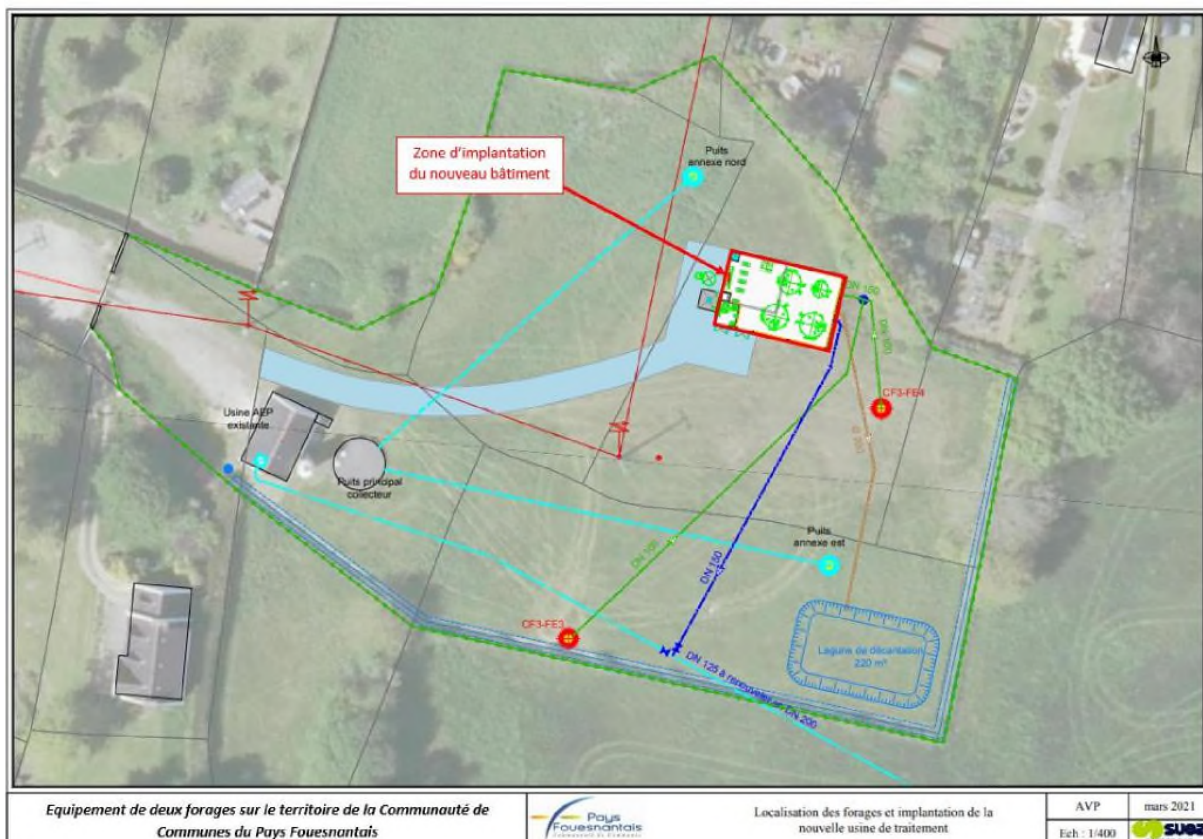 Zone d'implantation
du nouveau bâtiment
Puits
annexe nord
DN 150
CF3-FE4
Usine AEP
existante
Puits principal
collecteur
Puits
annexe est
DN 100
DN 150
CF3-FE3
DN 125 à renouveler en DN 200
Lagune de décantation
220 m³
Equipement de deux forages sur le territoire de la Communauté de
Communes du Pays Fouesnantais
Pays
Fouesnantais
Localisation des forages et implantation de la
nouvelle usine de traitement
AVP
mars 2021
Ech : 1/400
suez